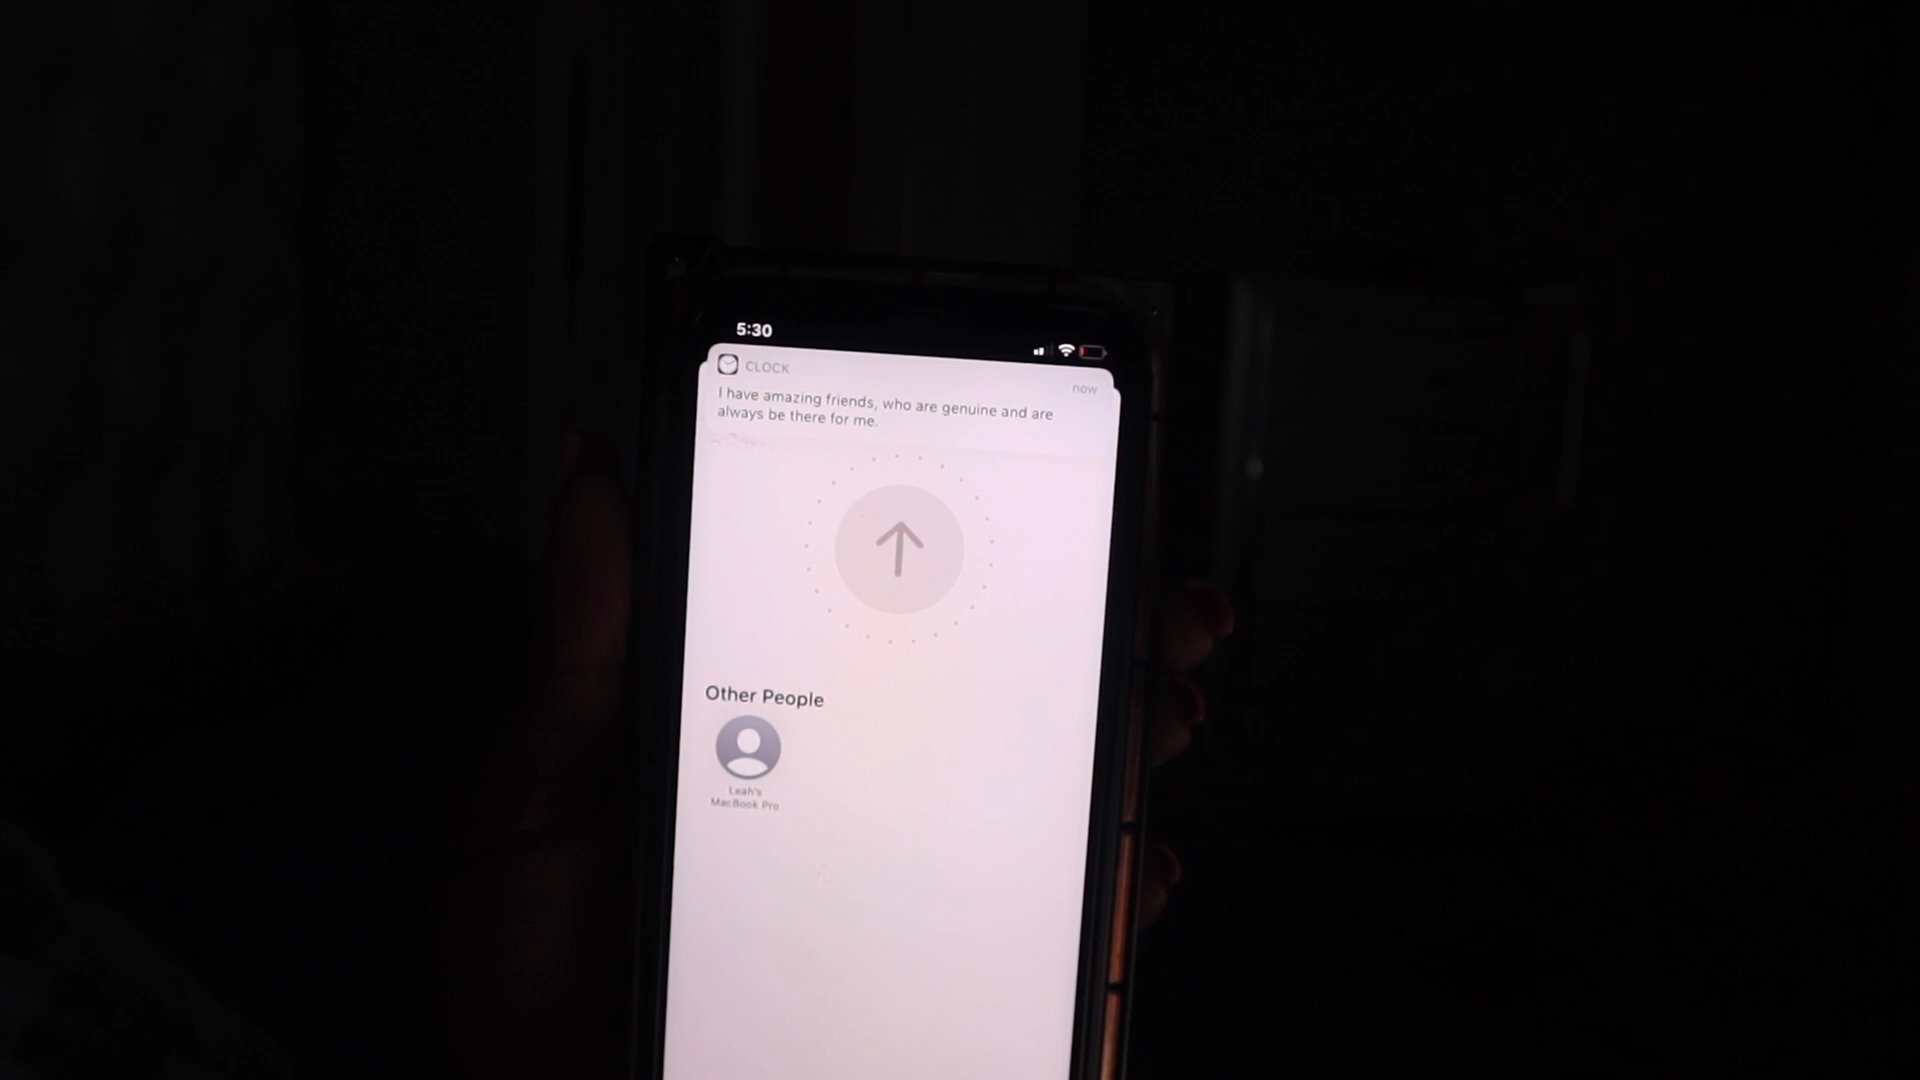 5:30
CLOCK
now
I have amazing friends, who are genuine and are
always be there for me.
Other People
Leah's
MacBook Pro